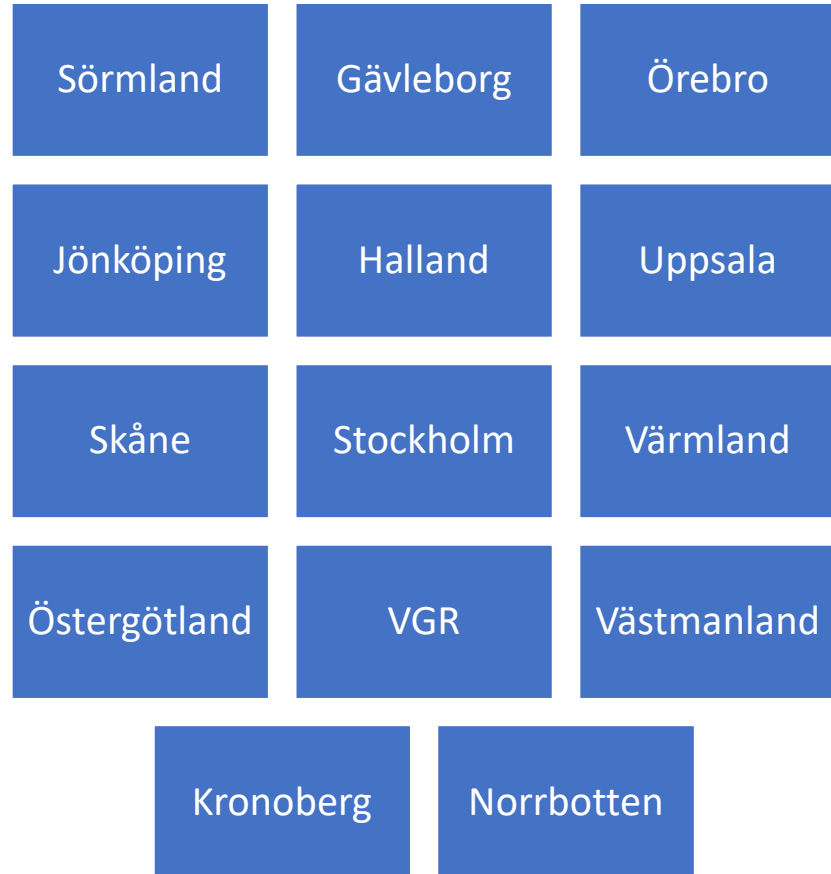 Sörmland
Gävleborg
Örebro
Jönköping
Halland
Uppsala
Skåne
Stockholm
Värmland
Östergötland
VGR
Västmanland
Kronoberg
Norrbotten